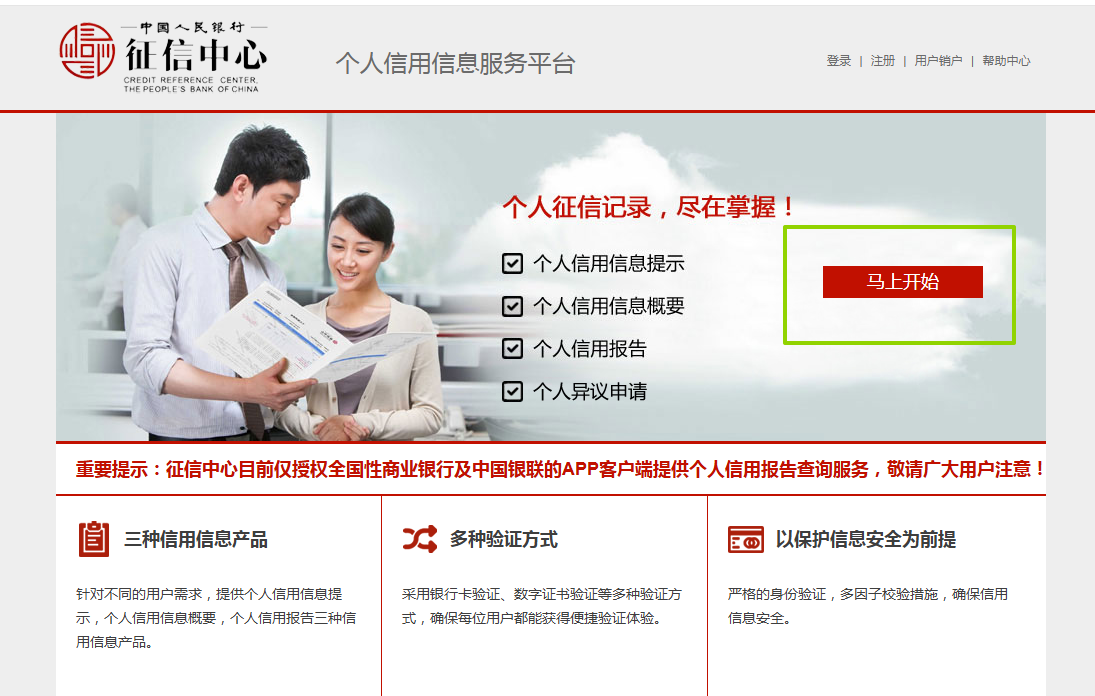 中国人民银行
征信中心
CREDIT REFERENCE CENTER,
THE PEOPLE'S BANK OF CHINA
个人信用信息服务平台
登录 | 注册 | 用户销户 | 帮助中心
个人征信记录，尽在掌握！
个人信用信息提示
个人信用信息概要
个人信用报告
个人异议申请
马上开始
重要提示：征信中心目前仅授权全国性商业银行及中国银联的APP客户端提供个人信用报告查询服务，敬请广大用户注意！
三种信用信息产品
针对不同的用户需求，提供个人信用信息提
示，个人信用信息概要，个人信用报告三种信
用信息产品。
多种验证方式
采用银行卡验证、数字证书验证等多种验证方
式，确保每位用户都能获得便捷验证体验。
以保护信息安全为前提
严格的身份验证，多因子校验措施，确保信用
信息安全。